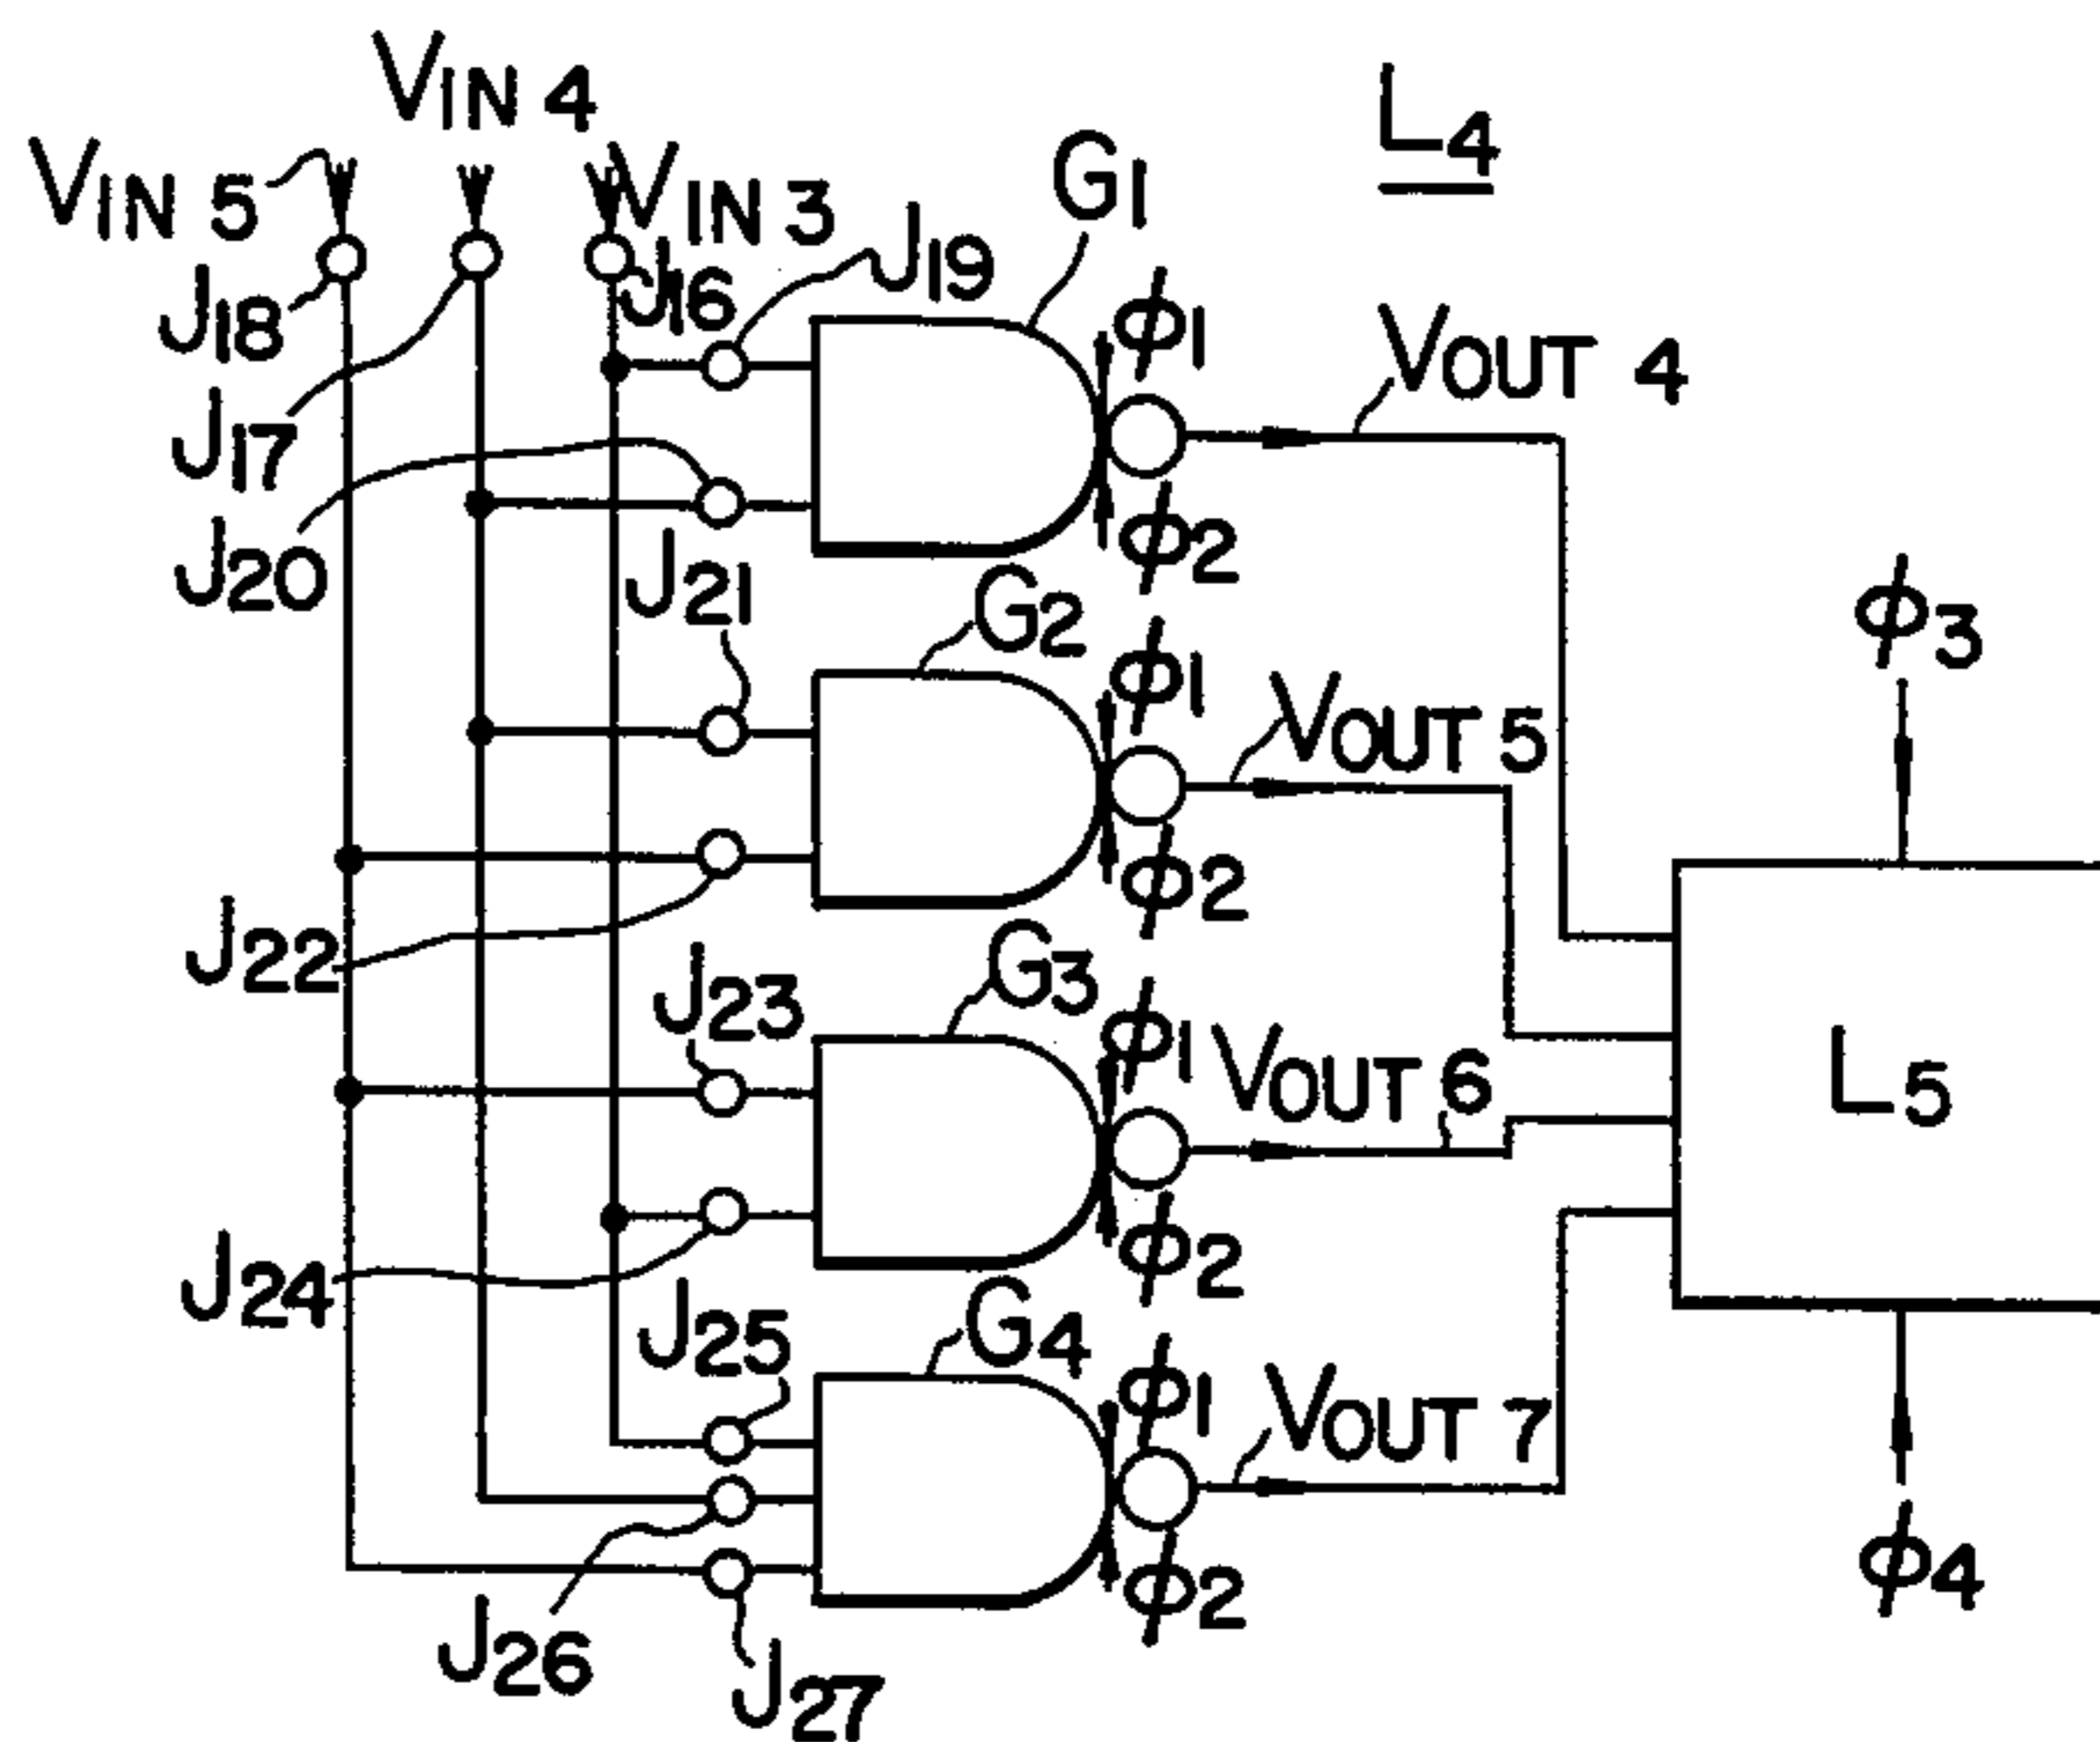 VIN 4
L4
VIN 5
VIN 3
G1
J19
J16
J18
ϕ1
VOUT 4
J17
ϕ2
J20
J21
G2
ϕ1
ϕ3
VOUT 5
ϕ2
J22
G3
J23
ϕ1
VOUT 6
L5
ϕ2
J24
G4
J25
ϕ1
VOUT 7
ϕ2
ϕ4
J26
J27